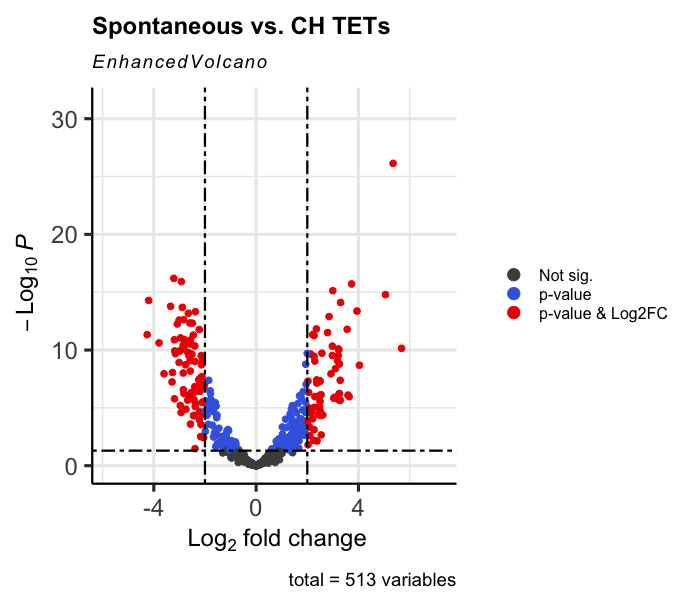 Spontaneous vs. CH TETs
EnhancedVolcano
30
20
10
0
− Log10 P
-4 0 4
Log2 fold change
total = 513 variables
Not sig.
p-value
p-value & Log2FC